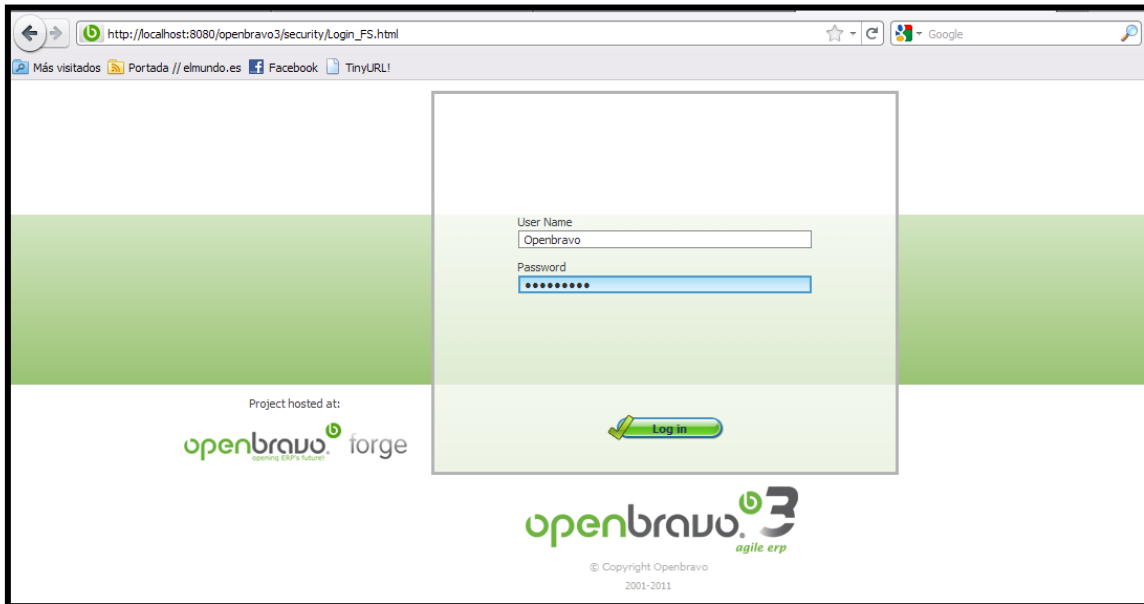 http://localhost:8080/openbravo3/security/Login_FS.html
Google
Más visitados Portada // elmundo.es Facebook TinyURL!
User Name
Openbravo
Password
•••••••••
Log in
Project hosted at:
openbravo forge
opening ERP's future!
openbravo. 3
agile erp
© Copyright Openbravo
2001-2011